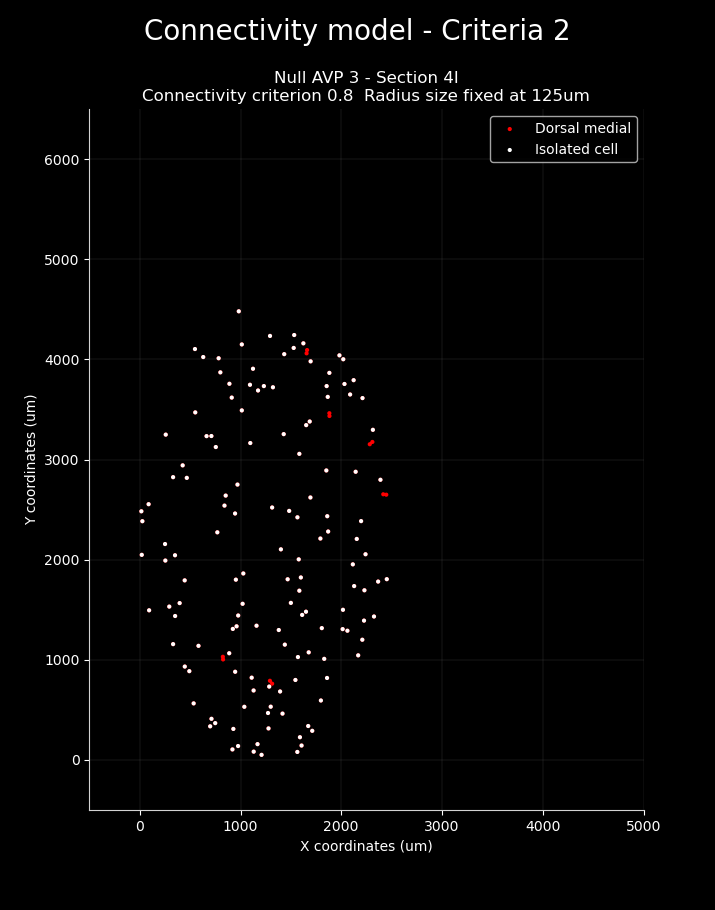 Connectivity model - Criteria 2
Null AVP 3 - Section 4I
Connectivity criterion 0.8  Radius size fixed at 125um
Dorsal medial
Isolated cell
6000
5000
4000
3000
2000
1000
0
Y coordinates (um)
0 1000 2000 3000 4000 5000
X coordinates (um)